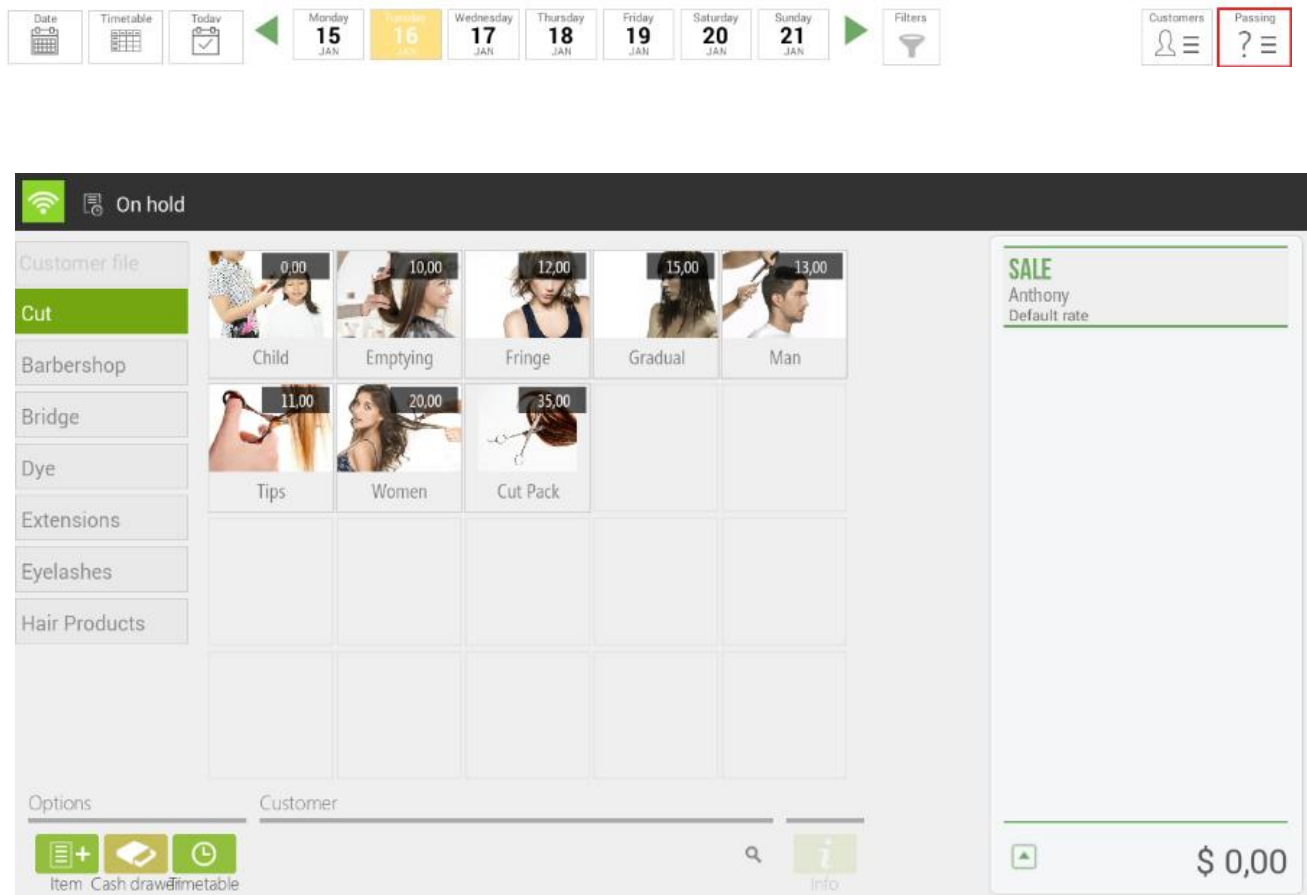 Date Timetable Today Monday Tuesday Wednesday Thursday Friday Saturday Sunday Filters Customers Passing
15 16 17 18 19 20 21 ?
JAN JAN JAN JAN JAN JAN JAN
On hold
Customer file
Cut
Barbershop
Bridge
Dye
Extensions
Eyelashes
Hair Products
0,00 10,00 12,00 15,00 13,00
Child Emptying Fringe Gradual Man
11,00 20,00 35,00
Tips Women Cut Pack
SALE
Anthony
Default rate
Options Customer
Item Cash drawer Timetable Info
$ 0,00